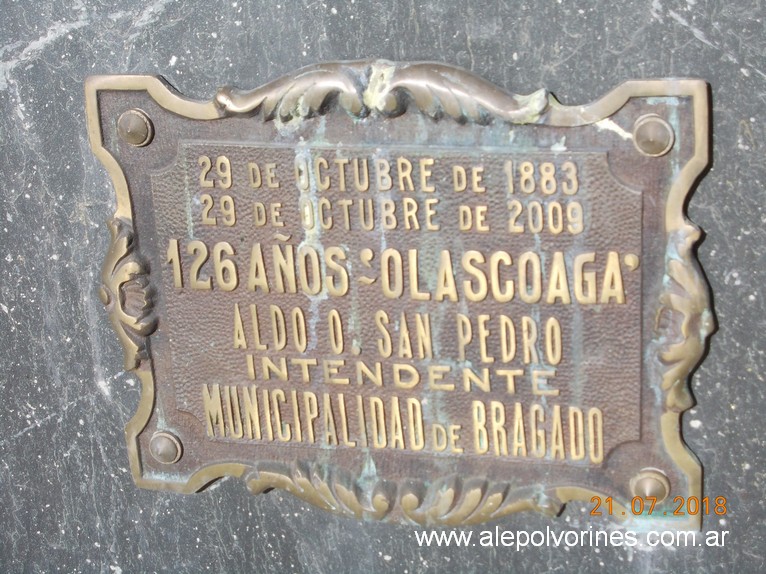 29 DE OCTUBRE DE 1883
29 DE OCTUBRE DE 2009
126 AÑOS "OLASCOAGA"
ALDO O. SAN PEDRO
INTENDENTE
MUNICIPALIDAD DE BRAGADO
21.07.2018
www.alepolvorines.com.ar